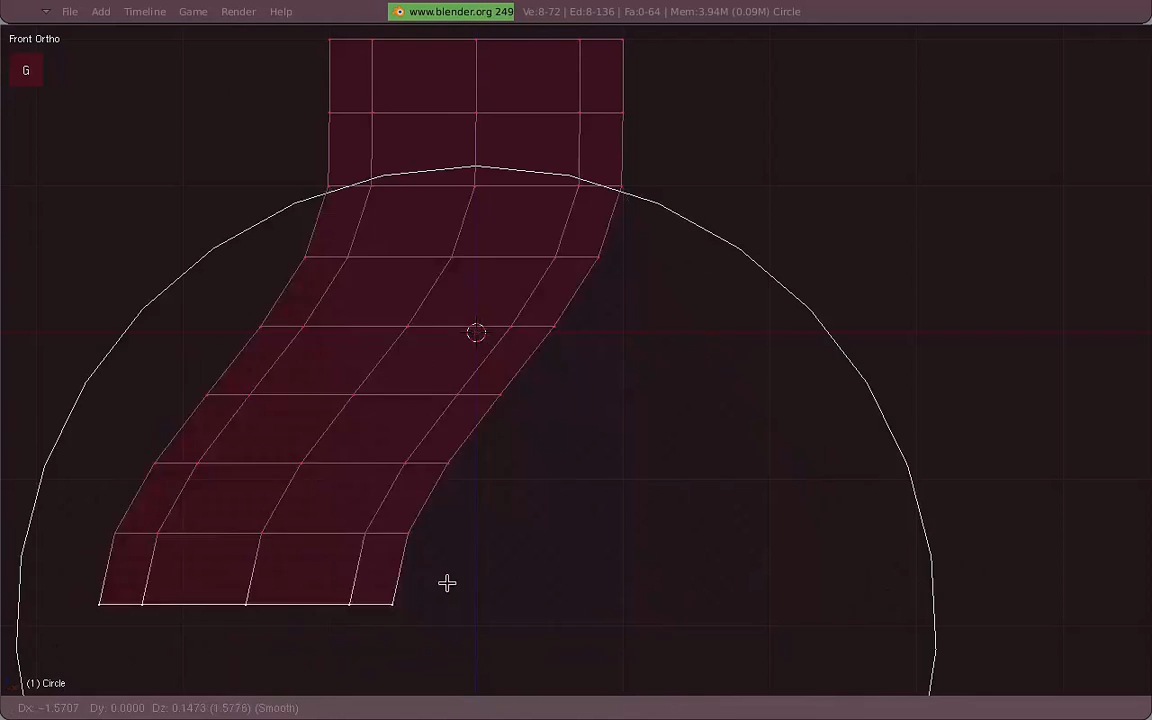 File Add Timeline Game Render Help www.blender.org 249 Ve:8-72 | Ed:8-136 | Fa:0-64 | Mem:3.94M (0.09M) Circle
Front Ortho
G
(1) Circle
Dx: -1.5707 Dy: 0.0000 Dz: 0.1473 (1.5776) (Smooth)